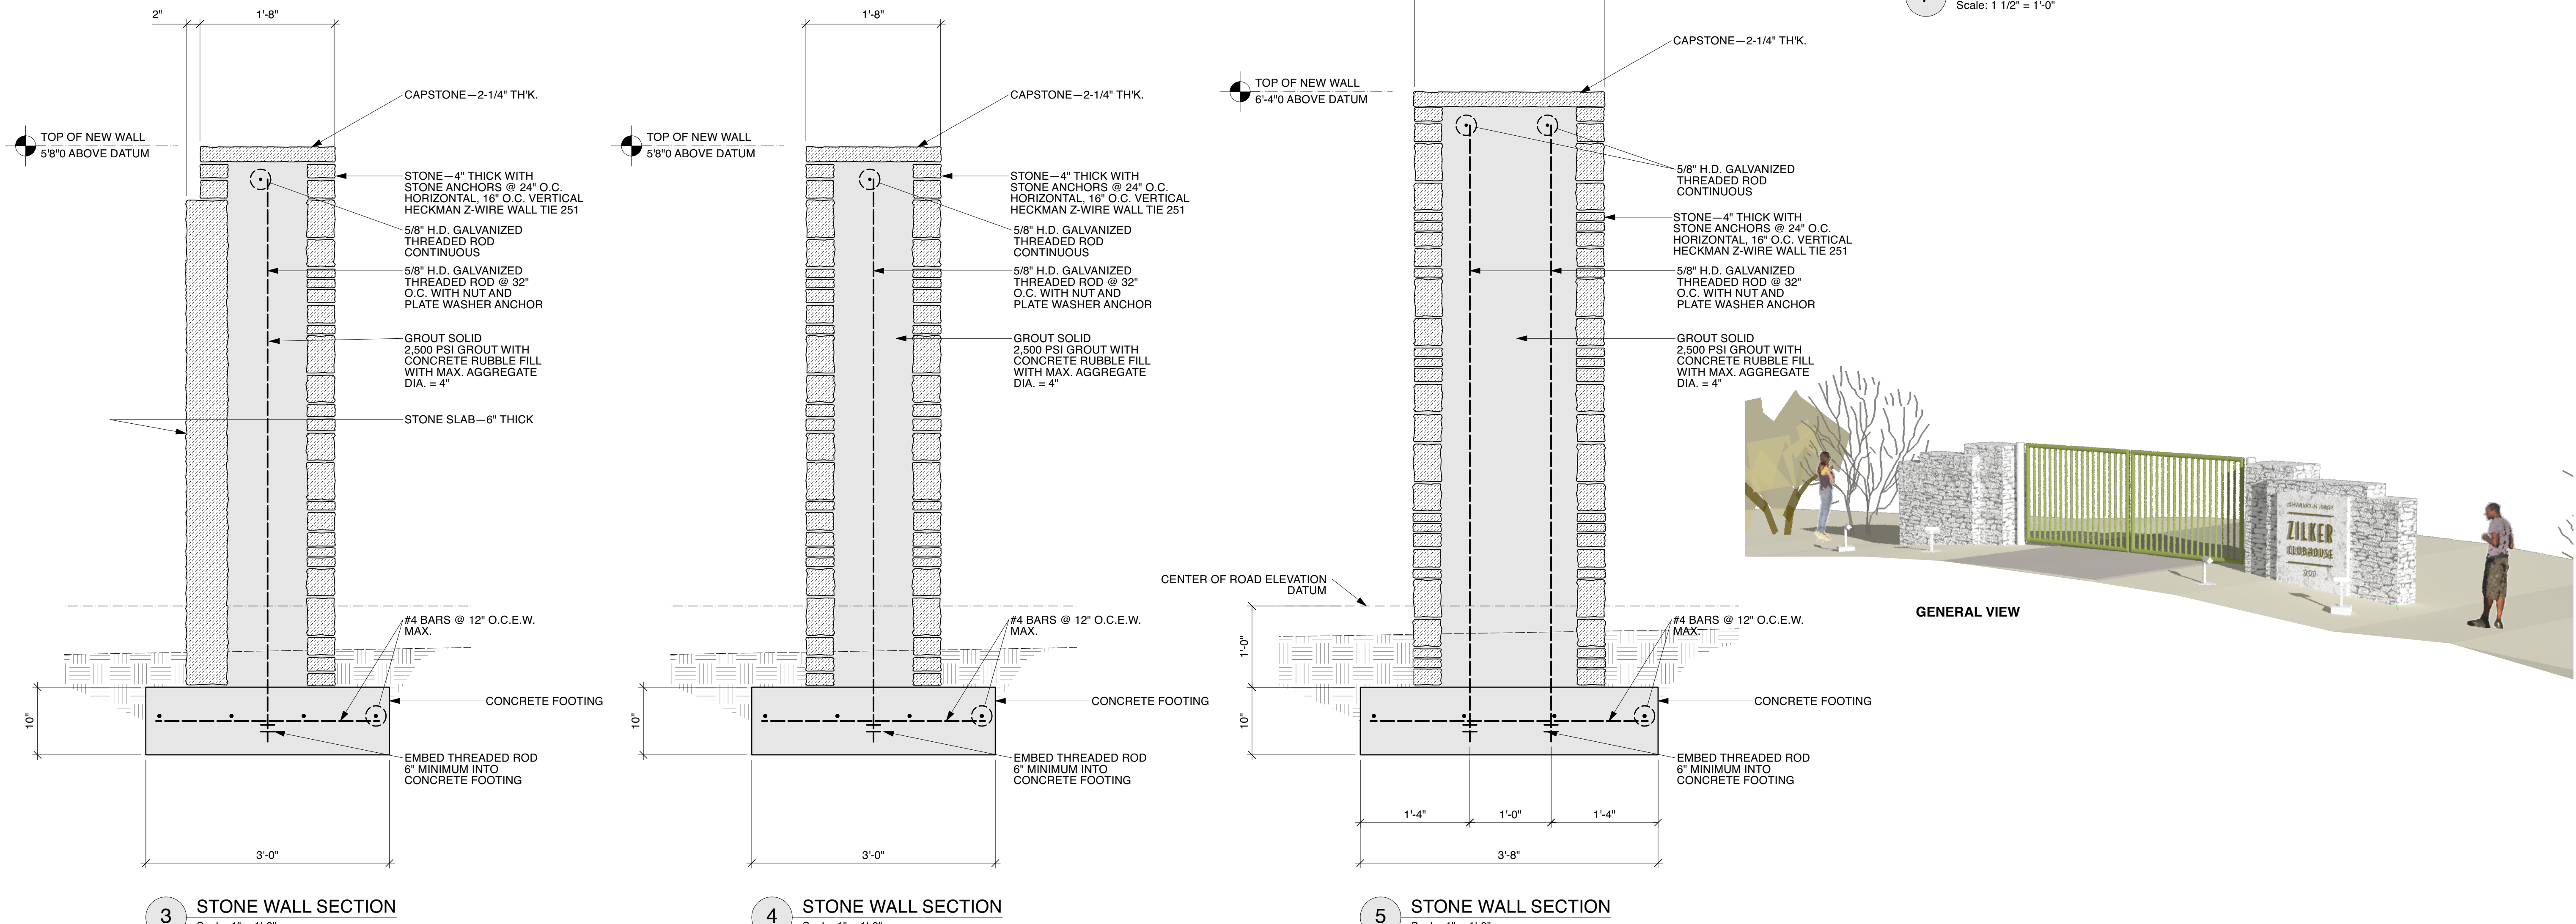 2"
1'-8"
CAPSTONE—2-1/4" TH'K.
TOP OF NEW WALL
5'8"0 ABOVE DATUM
STONE—4" THICK WITH
STONE ANCHORS @ 24" O.C.
HORIZONTAL, 16" O.C. VERTICAL
HECKMAN Z-WIRE WALL TIE 251
5/8" H.D. GALVANIZED
THREADED ROD
CONTINUOUS
5/8" H.D. GALVANIZED
THREADED ROD @ 32"
O.C. WITH NUT AND
PLATE WASHER ANCHOR
GROUT SOLID
2,500 PSI GROUT WITH
CONCRETE RUBBLE FILL
WITH MAX. AGGREGATE
DIA. = 4"
STONE SLAB—6" THICK
#4 BARS @ 12" O.C.E.W.
MAX.
CONCRETE FOOTING
10"
EMBED THREADED ROD
6" MINIMUM INTO
CONCRETE FOOTING
3'-0"
3
STONE WALL SECTION
1'-8"
CAPSTONE—2-1/4" TH'K.
TOP OF NEW WALL
5'8"0 ABOVE DATUM
STONE—4" THICK WITH
STONE ANCHORS @ 24" O.C.
HORIZONTAL, 16" O.C. VERTICAL
HECKMAN Z-WIRE WALL TIE 251
5/8" H.D. GALVANIZED
THREADED ROD
CONTINUOUS
5/8" H.D. GALVANIZED
THREADED ROD @ 32"
O.C. WITH NUT AND
PLATE WASHER ANCHOR
GROUT SOLID
2,500 PSI GROUT WITH
CONCRETE RUBBLE FILL
WITH MAX. AGGREGATE
DIA. = 4"
#4 BARS @ 12" O.C.E.W.
MAX.
CONCRETE FOOTING
10"
EMBED THREADED ROD
6" MINIMUM INTO
CONCRETE FOOTING
3'-0"
4
STONE WALL SECTION
CAPSTONE—2-1/4" TH'K.
TOP OF NEW WALL
6'-4"0 ABOVE DATUM
5/8" H.D. GALVANIZED
THREADED ROD
CONTINUOUS
STONE—4" THICK WITH
STONE ANCHORS @ 24" O.C.
HORIZONTAL, 16" O.C. VERTICAL
HECKMAN Z-WIRE WALL TIE 251
5/8" H.D. GALVANIZED
THREADED ROD @ 32"
O.C. WITH NUT AND
PLATE WASHER ANCHOR
GROUT SOLID
2,500 PSI GROUT WITH
CONCRETE RUBBLE FILL
WITH MAX. AGGREGATE
DIA. = 4"
CENTER OF ROAD ELEVATION
DATUM
#4 BARS @ 12" O.C.E.W.
MAX.
1'-0"
CONCRETE FOOTING
10"
EMBED THREADED ROD
6" MINIMUM INTO
CONCRETE FOOTING
1'-4"
1'-0"
1'-4"
3'-8"
5
STONE WALL SECTION
Scale: 1 1/2" = 1'-0"
ZILKER
CLUBHOUSE
GENERAL VIEW